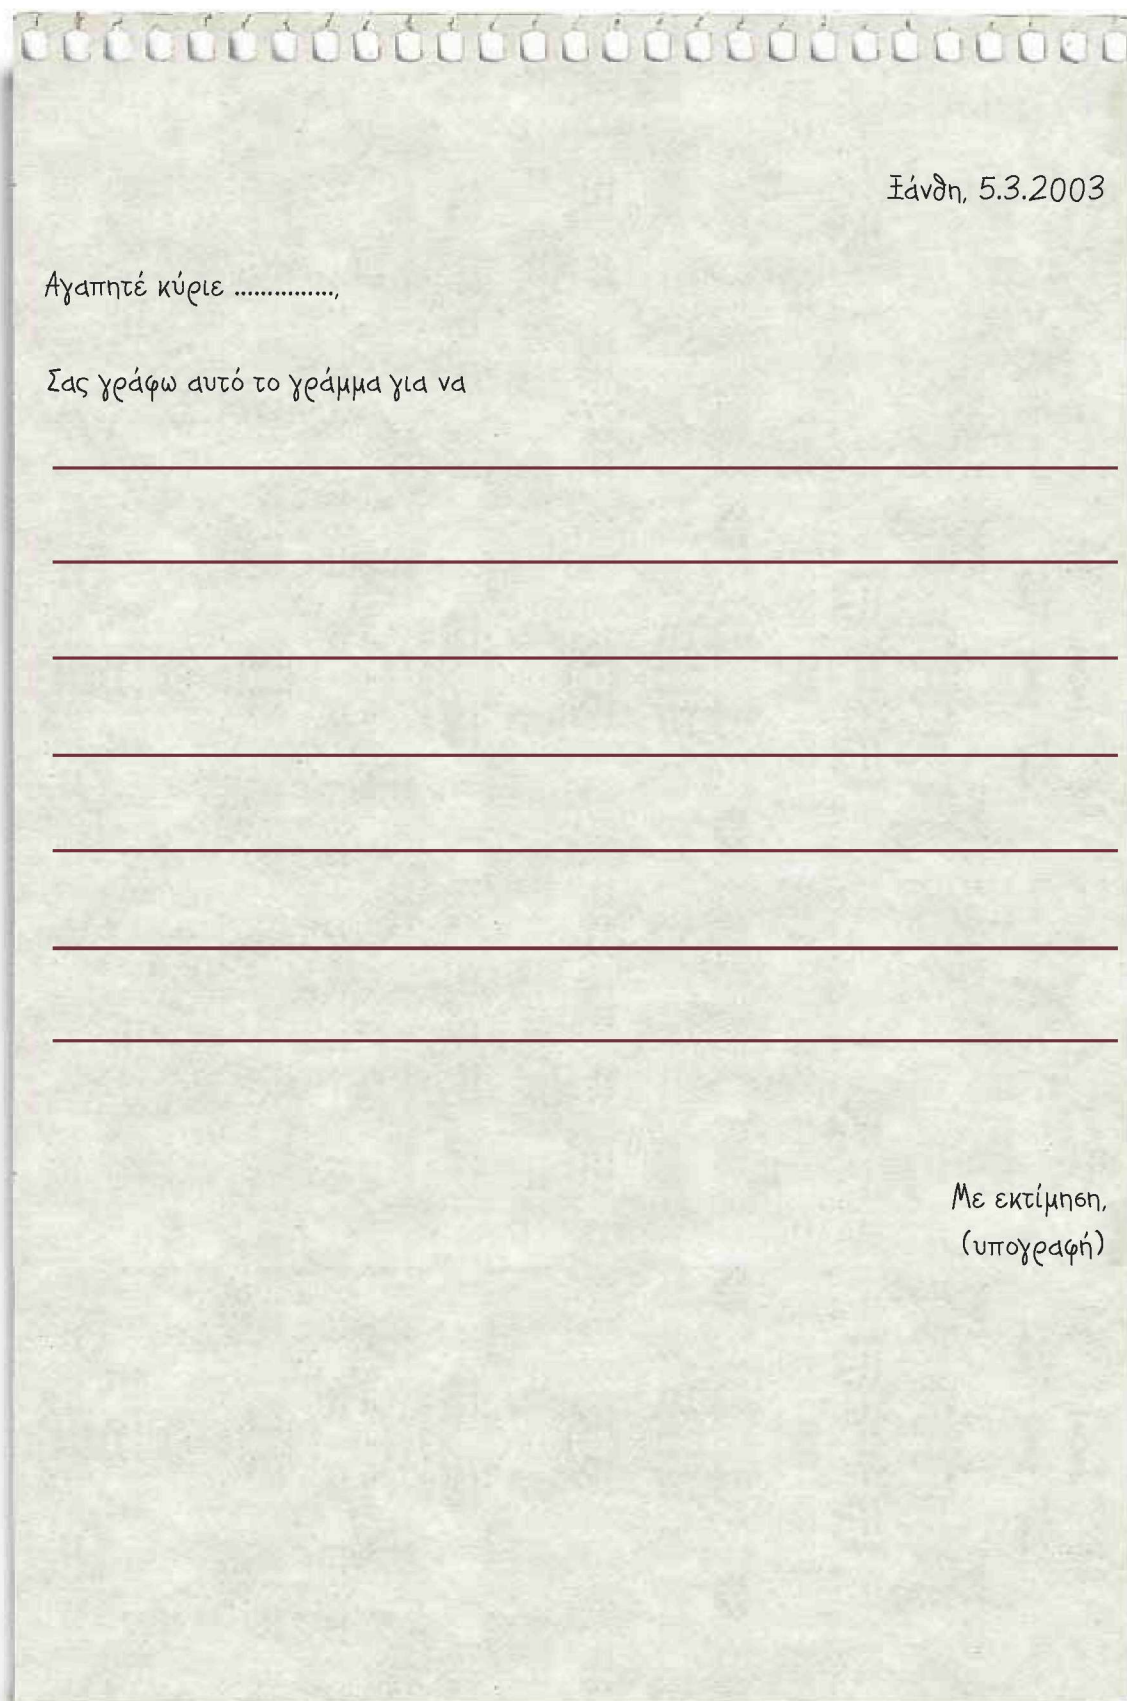 Ξάνθη, 5.3.2003
Αγαπητέ κύριε ...............,
Σας γράφω αυτό το γράμμα για να
Με εκτίμηση,
(υπογραφή)